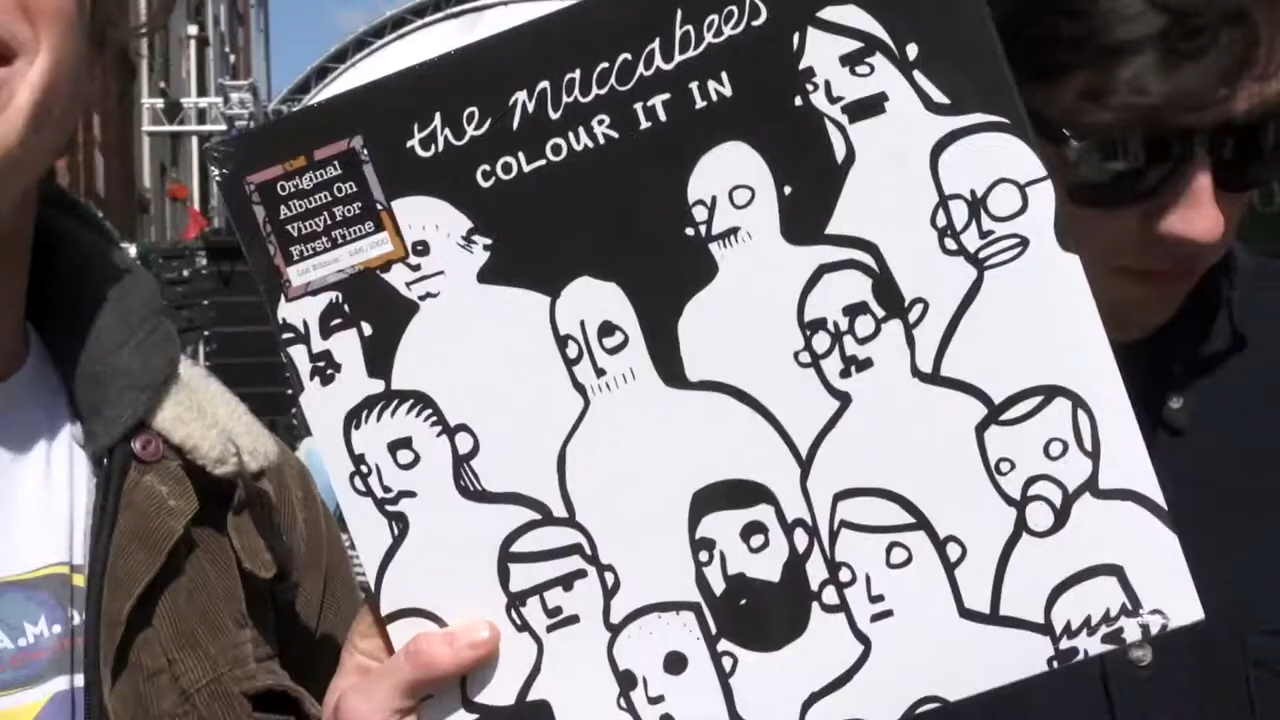 the maccabees
COLOUR IT IN
Original
Album On
Vinyl For
First Time
A.M.